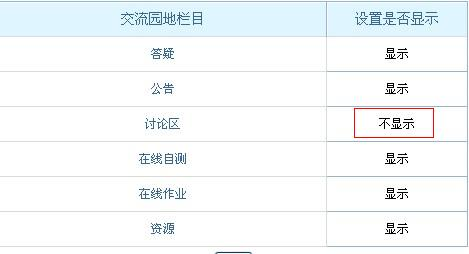 交流园地栏目 设置是否显示
答疑 显示
公告 显示
讨论区 不显示
在线自测 显示
在线作业 显示
资源 显示